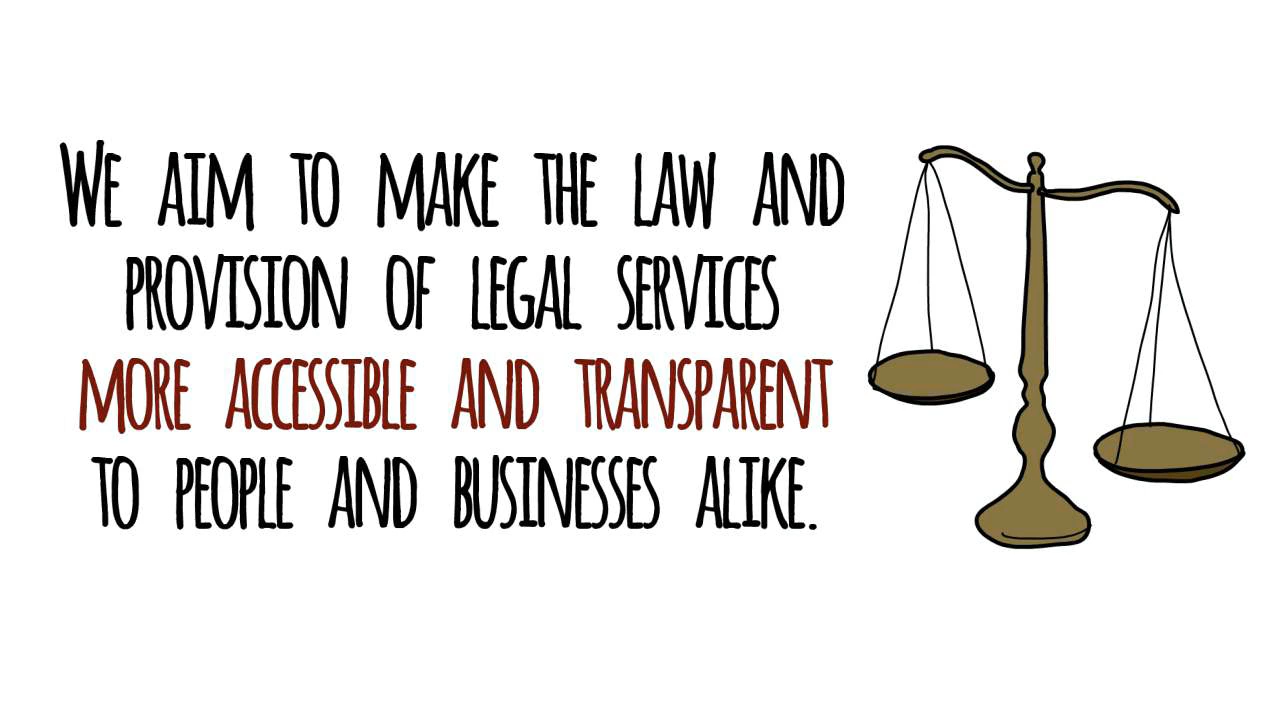 We aim to make the law and
provision of legal services
more accessible and transparent
to people and businesses alike.